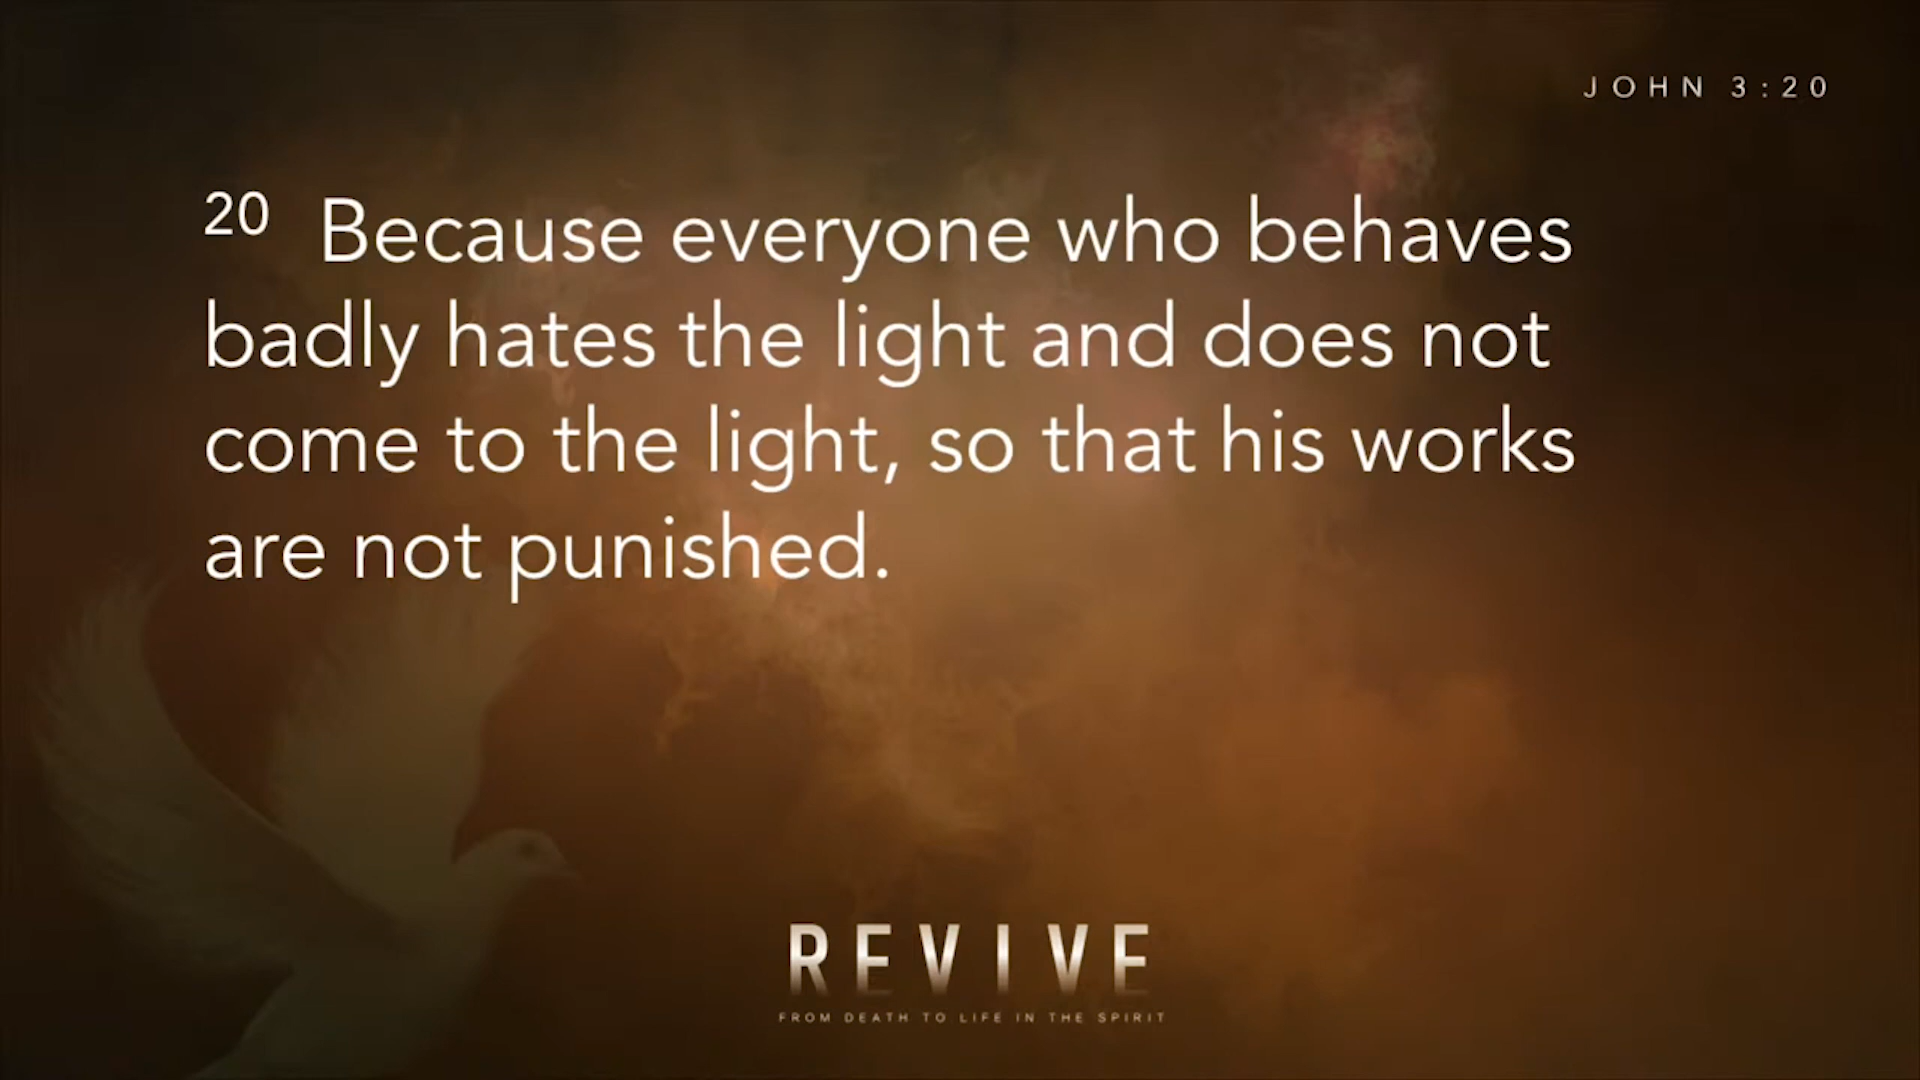 JOHN 3:20
20 Because everyone who behaves
badly hates the light and does not
come to the light, so that his works
are not punished.
REVIVE
FROM DEATH TO LIFE IN THE SPIRIT